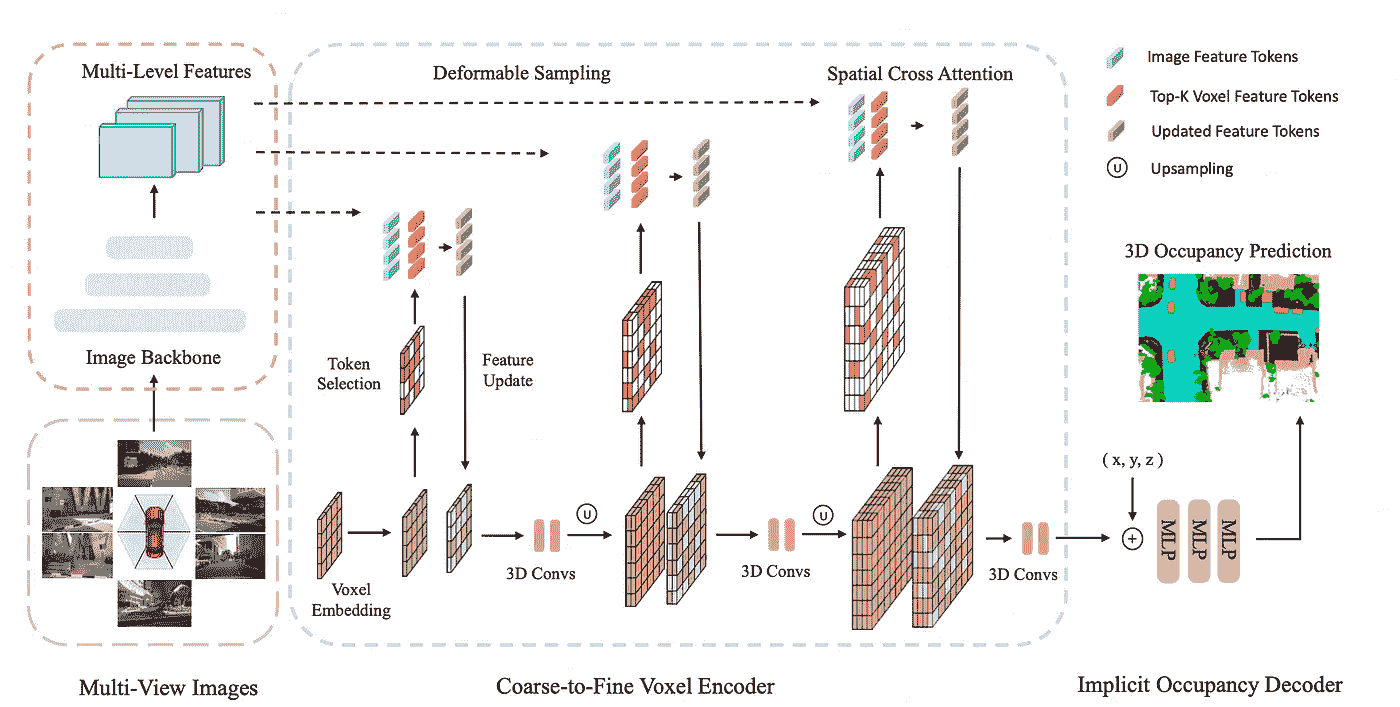 Multi-Level Features
Image Backbone
Multi-View Images
Deformable Sampling
Spatial Cross Attention
Token
Selection
Feature
Update
Voxel
Embedding
3D Convs
U
3D Convs
U
3D Convs
Coarse-to-Fine Voxel Encoder
Image Feature Tokens
Top-K Voxel Feature Tokens
Updated Feature Tokens
U
Upsampling
3D Occupancy Prediction
( x, y, z )
+
MLP
MLP
MLP
Implicit Occupancy Decoder